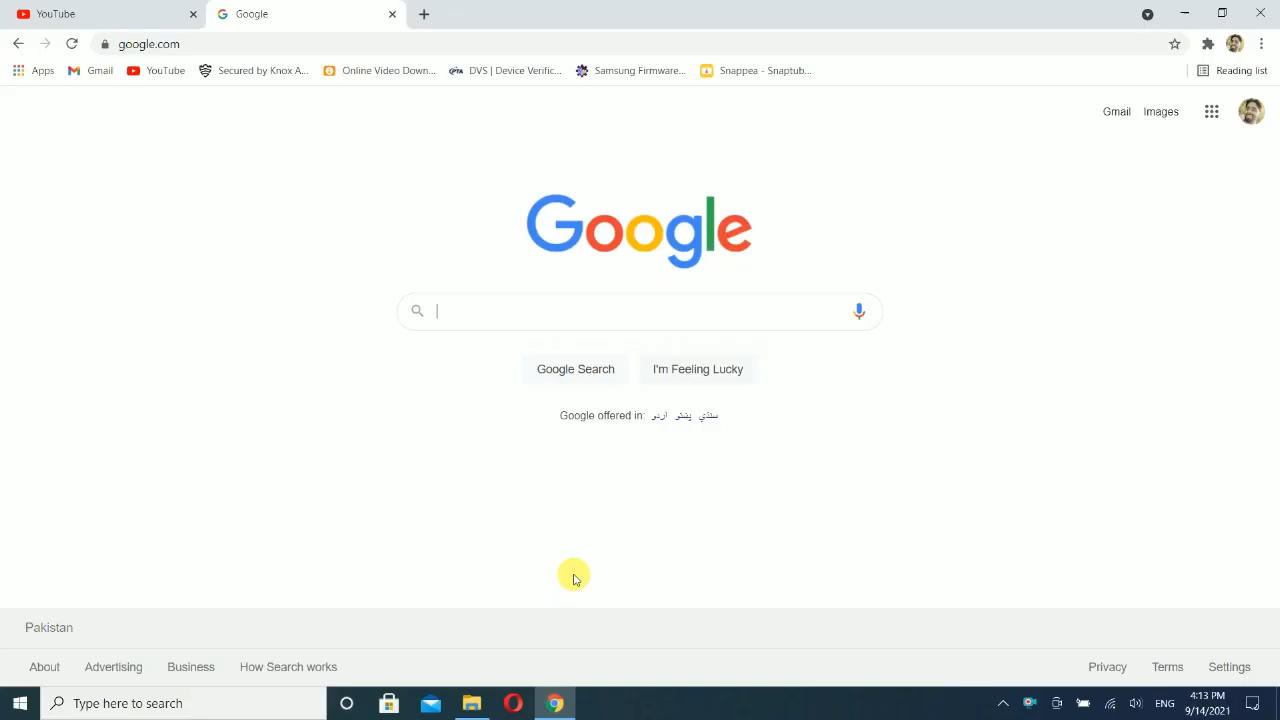 YouTube
Google
google.com
Apps
Gmail
YouTube
Secured by Knox A...
Online Video Down...
PTA
DVS | Device Verific...
Samsung Firmware...
Snappea - Snaptub...
Reading list
Gmail
Images
Google
Google Search
I'm Feeling Lucky
Google offered in: اردو پښتو سنڌي
Pakistan
About
Advertising
Business
How Search works
Privacy
Terms
Settings
Type here to search
ENG
4:13 PM
9/14/2021